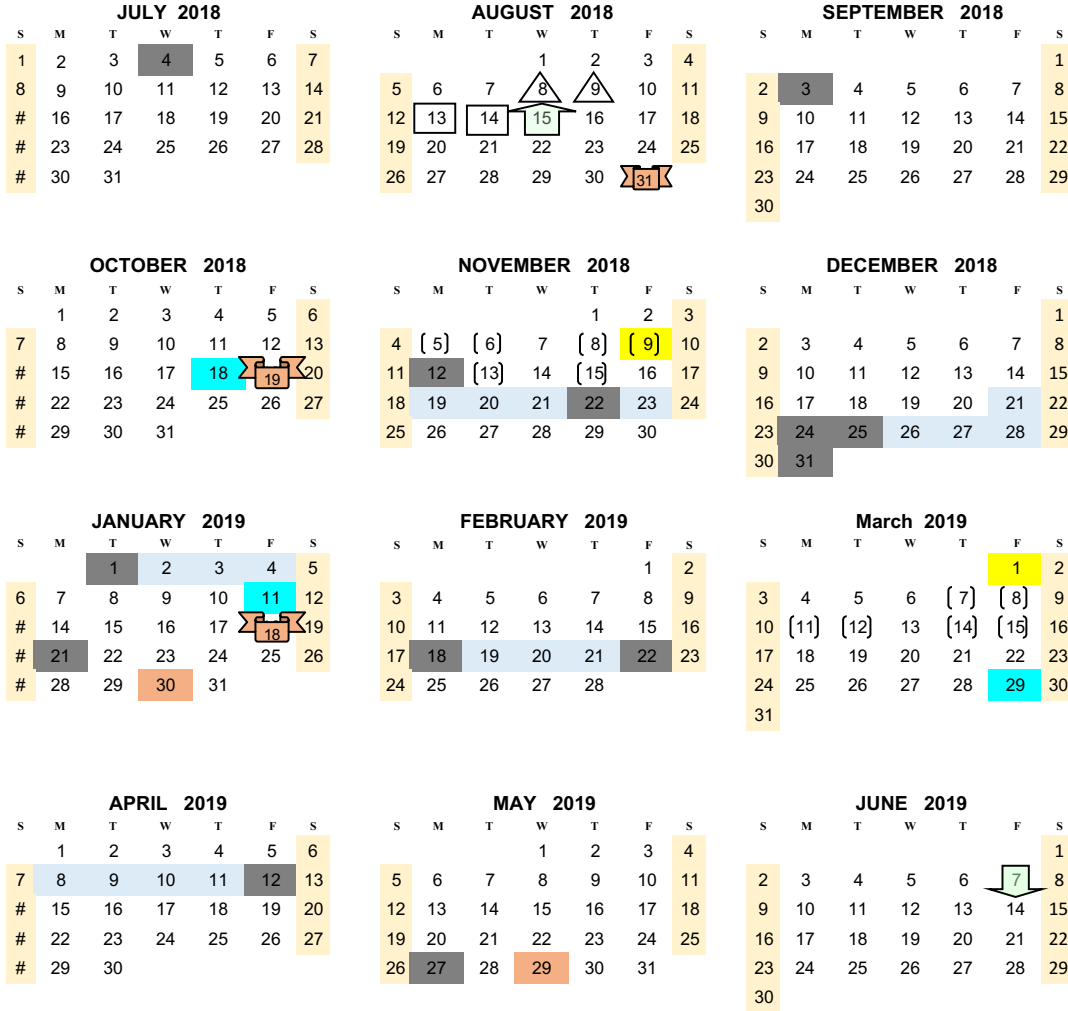 JULY 2018
S M T W T F S
1 2 3 4 5 6 7
8 9 10 11 12 13 14
# 16 17 18 19 20 21
# 23 24 25 26 27 28
# 30 31
AUGUST 2018
S M T W T F S
1 2 3 4
5 6 7 8 9 10 11
12 13 14 15 16 17 18
19 20 21 22 23 24 25
26 27 28 29 30 31
SEPTEMBER 2018
S M T W T F S
1
2 3 4 5 6 7 8
9 10 11 12 13 14 15
16 17 18 19 20 21 22
23 24 25 26 27 28 29
30
OCTOBER 2018
S M T W T F S
1 2 3 4 5 6
7 8 9 10 11 12 13
# 15 16 17 18 19 20
# 22 23 24 25 26 27
# 29 30 31
NOVEMBER 2018
S M T W T F S
1 2 3
4 5 6 7 8 9 10
11 12 13 14 15 16 17
18 19 20 21 22 23 24
25 26 27 28 29 30
DECEMBER 2018
S M T W T F S
1
2 3 4 5 6 7 8
9 10 11 12 13 14 15
16 17 18 19 20 21 22
23 24 25 26 27 28 29
30 31
JANUARY 2019
S M T W T F S
1 2 3 4 5
6 7 8 9 10 11 12
# 14 15 16 17 18 19
# 21 22 23 24 25 26
# 28 29 30 31
FEBRUARY 2019
S M T W T F S
1 2
3 4 5 6 7 8 9
10 11 12 13 14 15 16
17 18 19 20 21 22 23
24 25 26 27 28
March 2019
S M T W T F S
1 2
3 4 5 6 7 8 9
10 11 12 13 14 15 16
17 18 19 20 21 22 23
24 25 26 27 28 29 30
31
APRIL 2019
S M T W T F S
1 2 3 4 5 6
7 8 9 10 11 12 13
# 15 16 17 18 19 20
# 22 23 24 25 26 27
# 29 30
MAY 2019
S M T W T F S
1 2 3 4
5 6 7 8 9 10 11
12 13 14 15 16 17 18
19 20 21 22 23 24 25
26 27 28 29 30 31
JUNE 2019
S M T W T F S
1
2 3 4 5 6 7 8
9 10 11 12 13 14 15
16 17 18 19 20 21 22
23 24 25 26 27 28 29
30